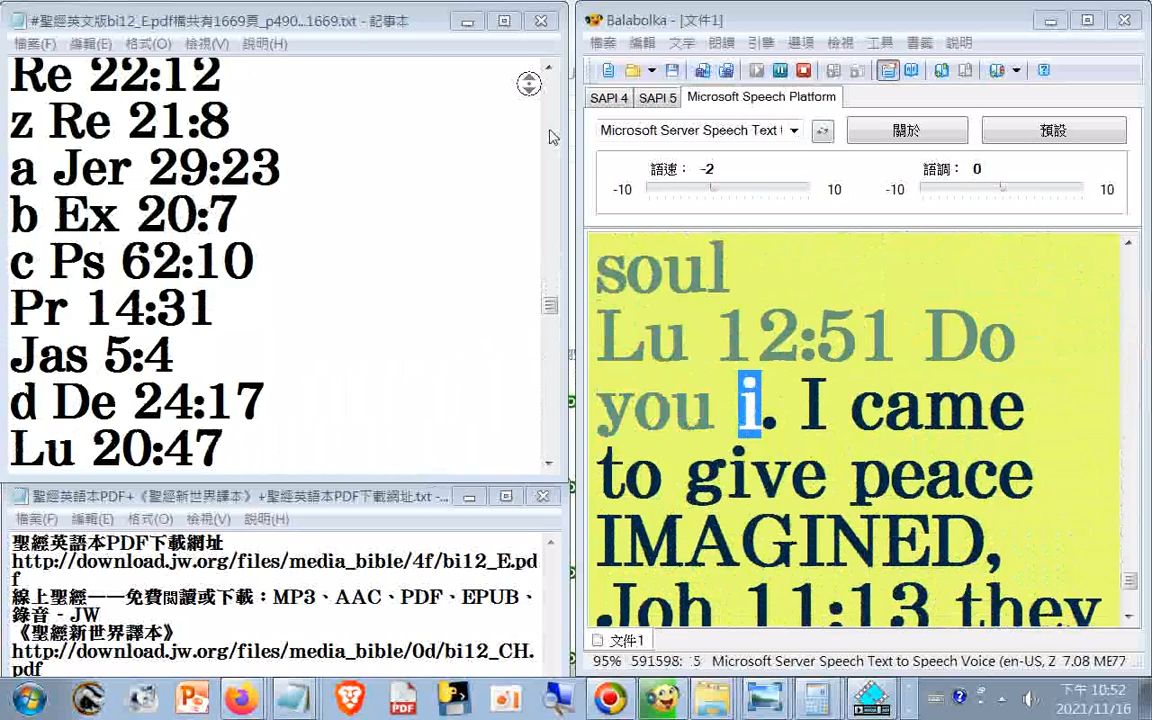 #聖經英文版bi12_E.pdf檔共有1669頁_p490...1669.txt - 記事本
檔案(F) 編輯(E) 格式(O) 檢視(V) 說明(H)
Re 22:12
z Re 21:8
a Jer 29:23
b Ex 20:7
c Ps 62:10
Pr 14:31
Jas 5:4
d De 24:17
Lu 20:47
聖經英語本PDF+《聖經新世界譯本》+聖經英語本PDF下載網址.txt -...
檔案(F) 編輯(E) 格式(O) 檢視(V) 說明(H)
聖經英語本PDF下載網址
http://download.jw.org/files/media_bible/4f/bi12_E.pd
f
線上聖經——免費閱讀或下載：MP3、AAC、PDF、EPUB、
錄音 - JW
《聖經新世界譯本》
http://download.jw.org/files/media_bible/0d/bi12_CH.
pdf
Balabolka - [文件1]
檔案 編輯 文字 朗讀 引擎 選項 檢視 工具 書籤 說明
SAPI 4 SAPI 5 Microsoft Speech Platform
Microsoft Server Speech Text 關於 預設
語速： -2 語調： 0
-10 10 -10 10
soul
Lu 12:51 Do
you i. I came
to give peace
IMAGINED,
Joh 11:13 they
文件1
95% 591598: 5 Microsoft Server Speech Text to Speech Voice (en-US, Z 7.08 ME77
PDF
下午 10:52
2021/11/16